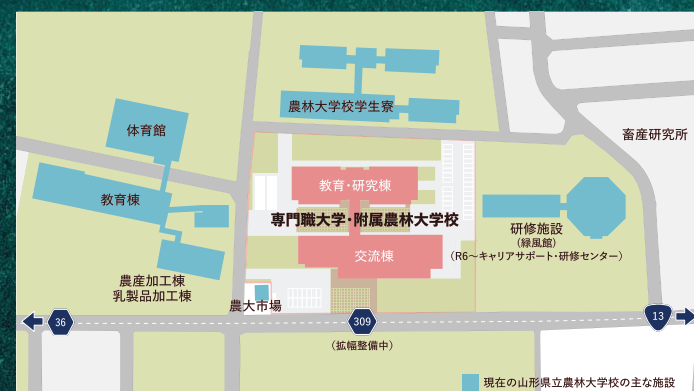 農林大学校学生寮
体育館
畜産研究所
教育・研究棟
教育棟
専門職大学・附属農林大学校
研修施設
(緑風館)
(R6〜キャリアサポート・研修センター)
交流棟
農産加工棟
乳製品加工棟
農大市場
36
309
13
(拡幅整備中)
現在の山形県立農林大学校の主な施設